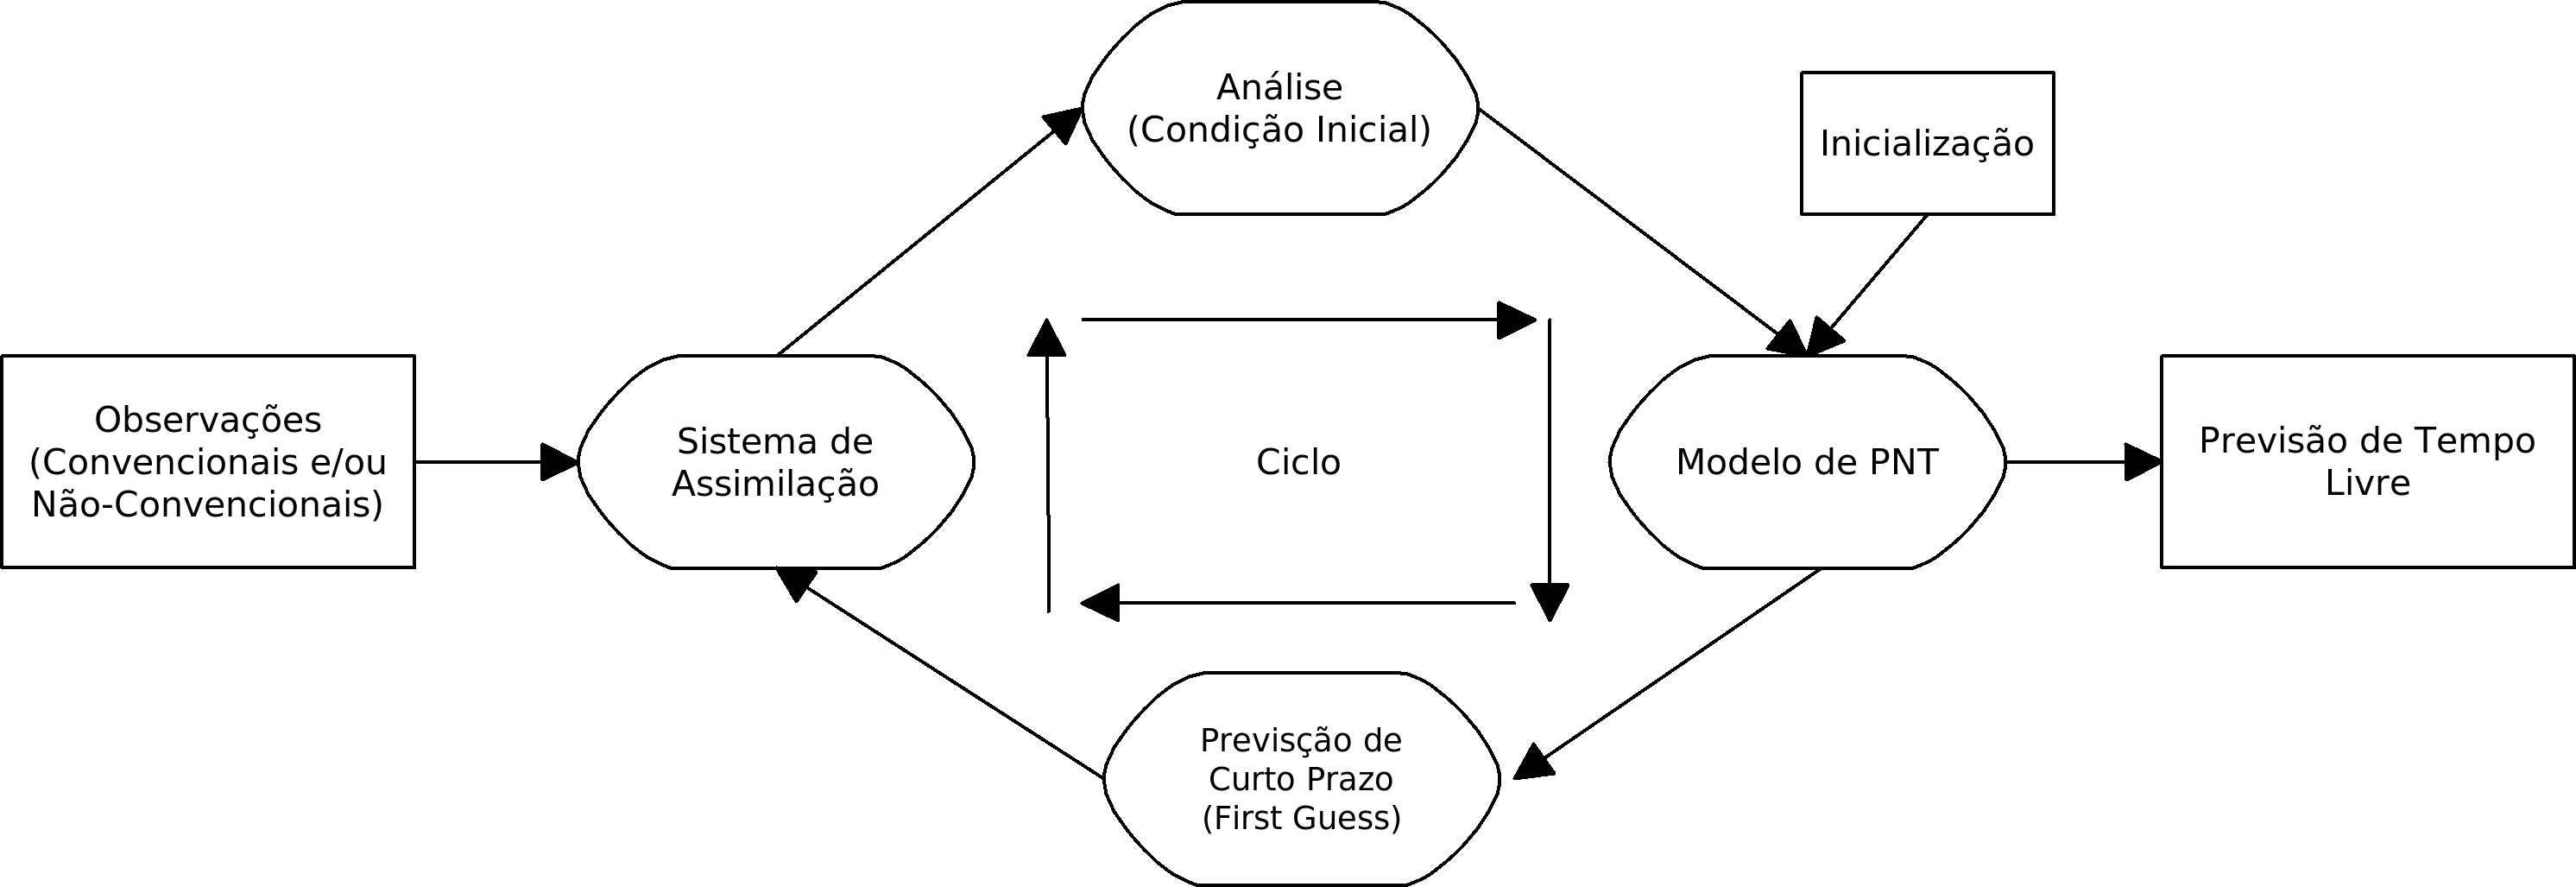 Análise
(Condição Inicial)
Inicialização
Observações
(Convencionais e/ou
Não-Convencionais)
Sistema de
Assimilação
Ciclo
Modelo de PNT
Previsão de Tempo
Livre
Previsção de
Curto Prazo
(First Guess)